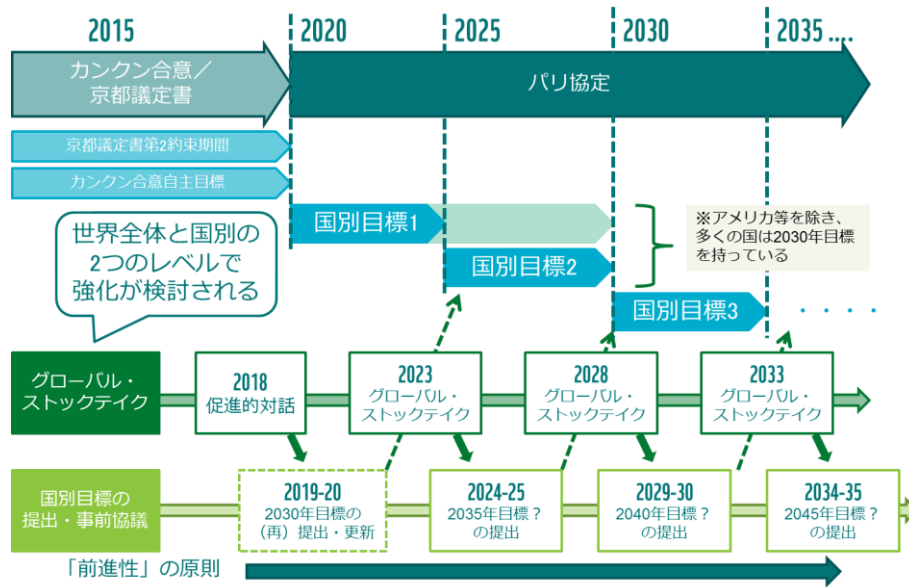 2015
2020
2025
2030
2035 ....
カンクン合意／
京都議定書
パリ協定
京都議定書第2約束期間
カンクン合意自主目標
国別目標1
国別目標2
国別目標3
※アメリカ等を除き、
多くの国は2030年目標
を持っている
世界全体と国別の
2つのレベルで
強化が検討される
・・・・
グローバル・
ストックテイク
2018
促進的対話
2023
グローバル・
ストックテイク
2028
グローバル・
ストックテイク
2033
グローバル・
ストックテイク
国別目標の
提出・事前協議
2019-20
2030年目標の
（再）提出・更新
2024-25
2035年目標？
の提出
2029-30
2040年目標？
の提出
2034-35
2045年目標？
の提出
「前進性」の原則